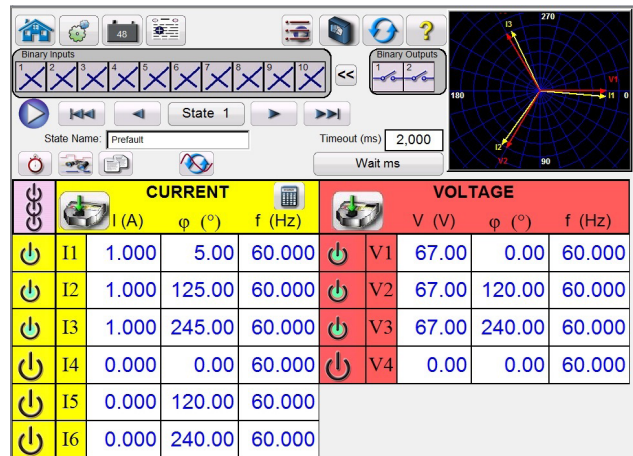 48
?
Binary Inputs
1 2 3 4 5 6 7 8 9 10
<<
Binary Outputs
1 2
State 1
State Name: Prefault
Timeout (ms) 2,000
Wait ms
270
I3
180
V1
I1 0
I2
V2 90
CURRENT VOLTAGE
I (A) φ (°) f (Hz) V (V) φ (°) f (Hz)
I1 1.000 5.00 60.000 V1 67.00 0.00 60.000
I2 1.000 125.00 60.000 V2 67.00 120.00 60.000
I3 1.000 245.00 60.000 V3 67.00 240.00 60.000
I4 0.000 0.00 60.000 V4 0.00 0.00 60.000
I5 0.000 120.00 60.000
I6 0.000 240.00 60.000